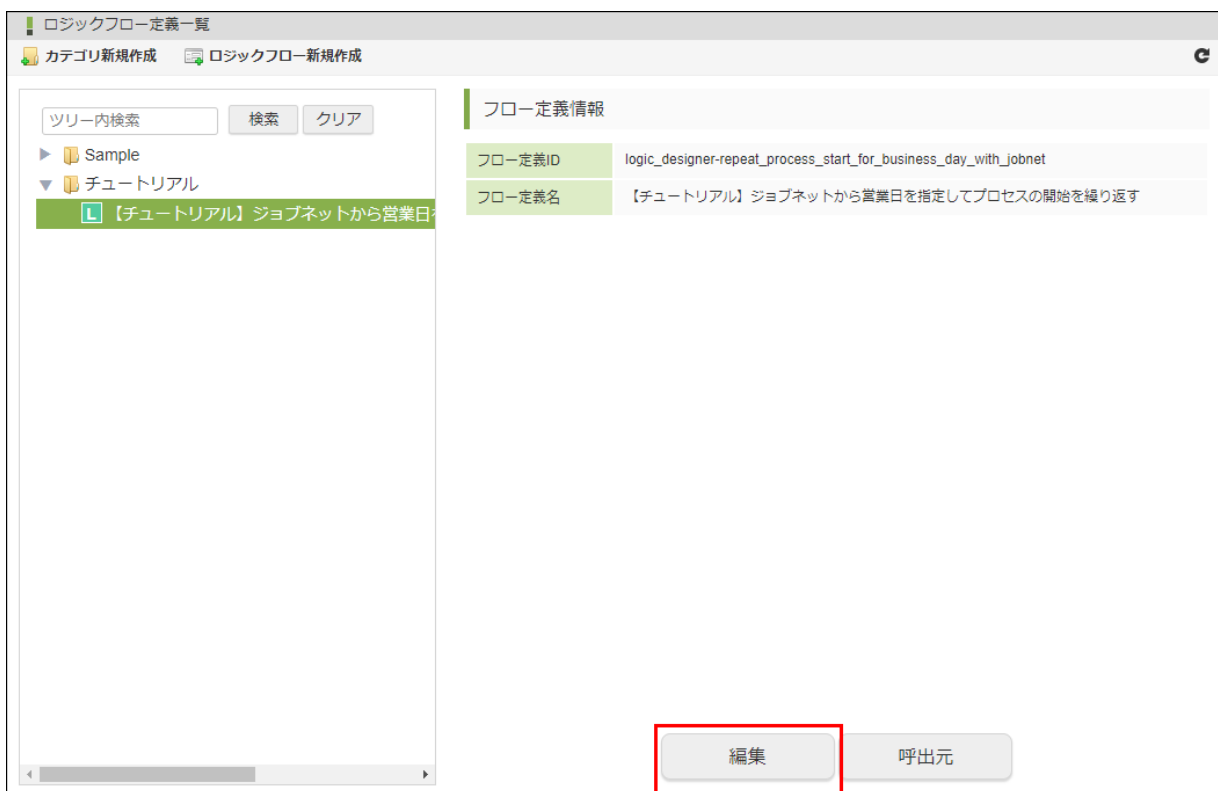 ロジックフロー定義一覧
カテゴリ新規作成 ロジックフロー新規作成
ツリー内検索 検索 クリア
Sample
チュートリアル
L 【チュートリアル】ジョブネットから営業日
フロー定義情報
フロー定義ID logic_designer-repeat_process_start_for_business_day_with_jobnet
フロー定義名 【チュートリアル】ジョブネットから営業日を指定してプロセスの開始を繰り返す
編集 呼出元